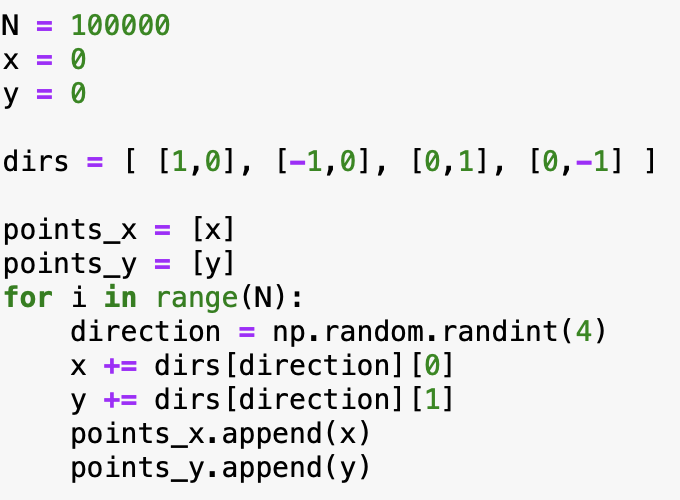 N = 100000
x = 0
y = 0

dirs = [ [1,0], [-1,0], [0,1], [0,-1] ]

points_x = [x]
points_y = [y]
for i in range(N):
    direction = np.random.randint(4)
    x += dirs[direction][0]
    y += dirs[direction][1]
    points_x.append(x)
    points_y.append(y)